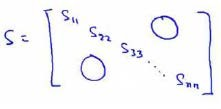 S = [ S11
S22
S33
⋱
Snn ]